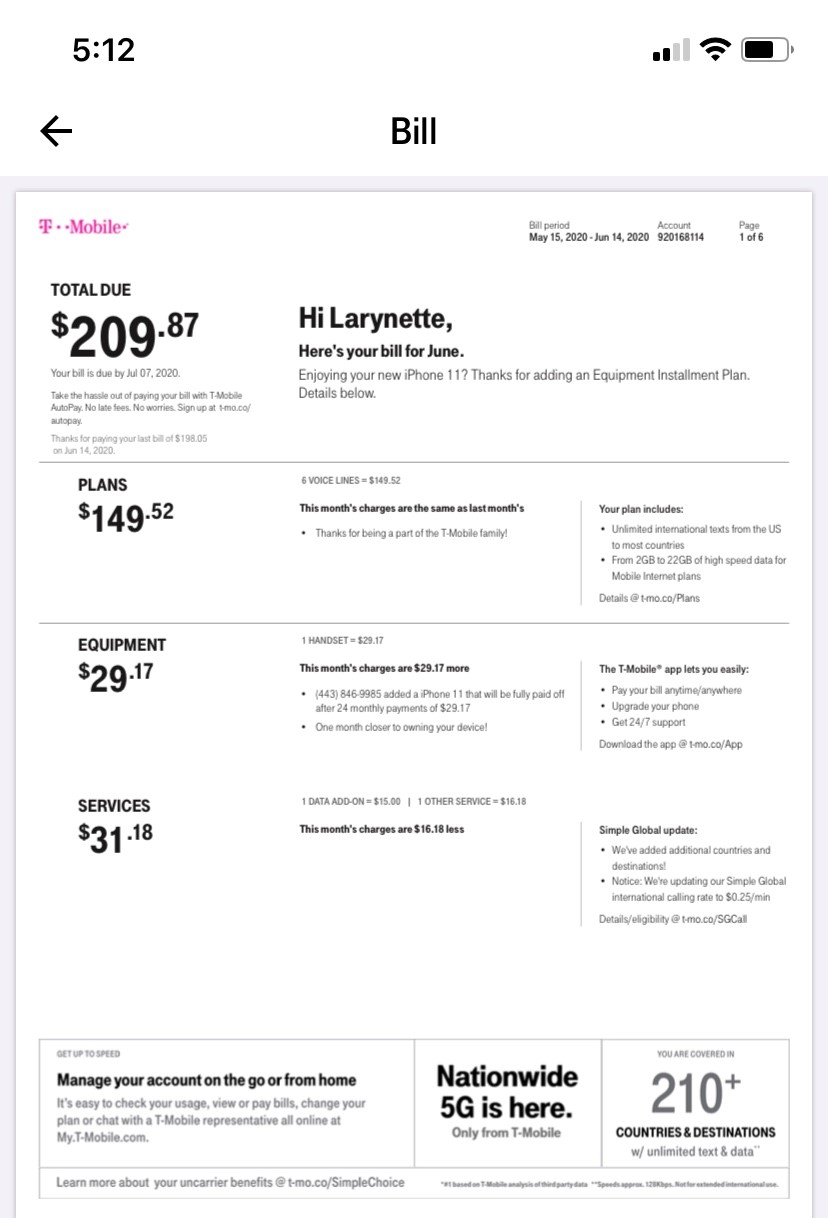 5:12
Bill
T··Mobile·
Bill period
May 15, 2020 - Jun 14, 2020
Account
920168114
Page
1 of 6
TOTAL DUE
$209.87
Your bill is due by Jul 07, 2020.
Take the hassle out of paying your bill with T-Mobile
AutoPay. No late fees. No worries. Sign up at t-mo.co/
autopay.
Thanks for paying your last bill of $198.05
on Jun 14, 2020.
Hi Larynette,
Here's your bill for June.
Enjoying your new iPhone 11? Thanks for adding an Equipment Installment Plan.
Details below.
PLANS
$149.52
6 VOICE LINES = $149.52
This month's charges are the same as last month's
• Thanks for being a part of the T-Mobile family!
Your plan includes:
• Unlimited international texts from the US
to most countries
• From 2GB to 22GB of high speed data for
Mobile Internet plans
Details @ t-mo.co/Plans
EQUIPMENT
$29.17
1 HANDSET = $29.17
This month's charges are $29.17 more
• (443) 846-9985 added a iPhone 11 that will be fully paid off
after 24 monthly payments of $29.17
• One month closer to owning your device!
The T-Mobile® app lets you easily:
• Pay your bill anytime/anywhere
• Upgrade your phone
• Get 24/7 support
Download the app @ t-mo.co/App
SERVICES
$31.18
1 DATA ADD-ON = $15.00 | 1 OTHER SERVICE = $16.18
This month's charges are $16.18 less
Simple Global update:
• We've added additional countries and
destinations!
• Notice: We're updating our Simple Global
international calling rate to $0.25/min
Details/eligibility @ t-mo.co/SGCall
GET UP TO SPEED
Manage your account on the go or from home
It's easy to check your usage, view or pay bills, change your
plan or chat with a T-Mobile representative all online at
My.T-Mobile.com.
Nationwide
5G is here.
Only from T-Mobile
YOU ARE COVERED IN
210+
COUNTRIES & DESTINATIONS
w/ unlimited text & data**
Learn more about your uncarrier benefits @ t-mo.co/SimpleChoice
*#1 based on T-Mobile analysis of third party data **Speeds approx. 128Kbps. Not for extended international use.